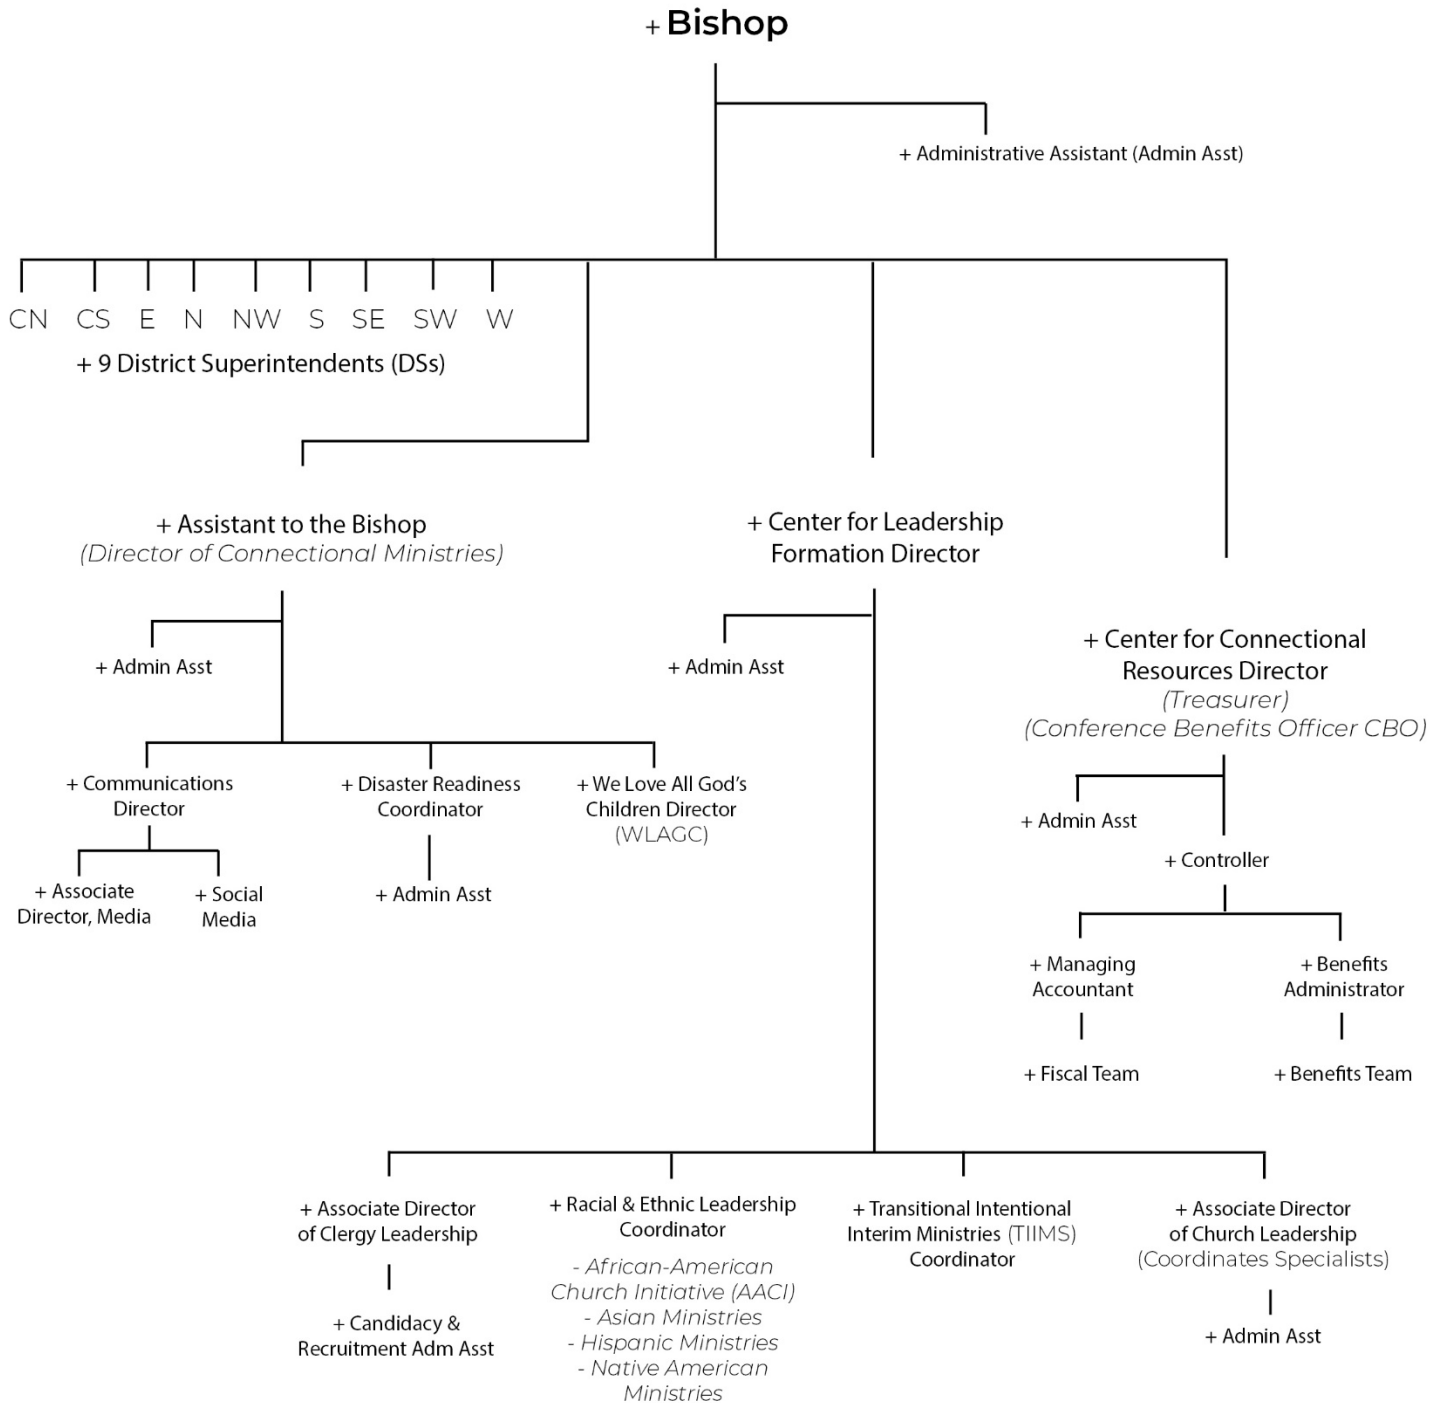 + Bishop
+ Administrative Assistant (Admin Asst)
CN CS E N NW S SE SW W
+ 9 District Superintendents (DSs)
+ Assistant to the Bishop
(Director of Connectional Ministries)
+ Admin Asst
+ Communications
Director
+ Associate
Director, Media
+ Social
Media
+ Disaster Readiness
Coordinator
+ Admin Asst
+ We Love All God's
Children Director
(WLAGC)
+ Center for Leadership
Formation Director
+ Admin Asst
+ Associate Director
of Clergy Leadership
+ Candidacy &
Recruitment Adm Asst
+ Racial & Ethnic Leadership
Coordinator
- African-American
Church Initiative (AACI)
- Asian Ministries
- Hispanic Ministries
- Native American
Ministries
+ Transitional Intentional
Interim Ministries (TIIMS)
Coordinator
+ Associate Director
of Church Leadership
(Coordinates Specialists)
+ Admin Asst
+ Center for Connectional
Resources Director
(Treasurer)
(Conference Benefits Officer CBO)
+ Admin Asst
+ Controller
+ Managing
Accountant
+ Fiscal Team
+ Benefits
Administrator
+ Benefits Team